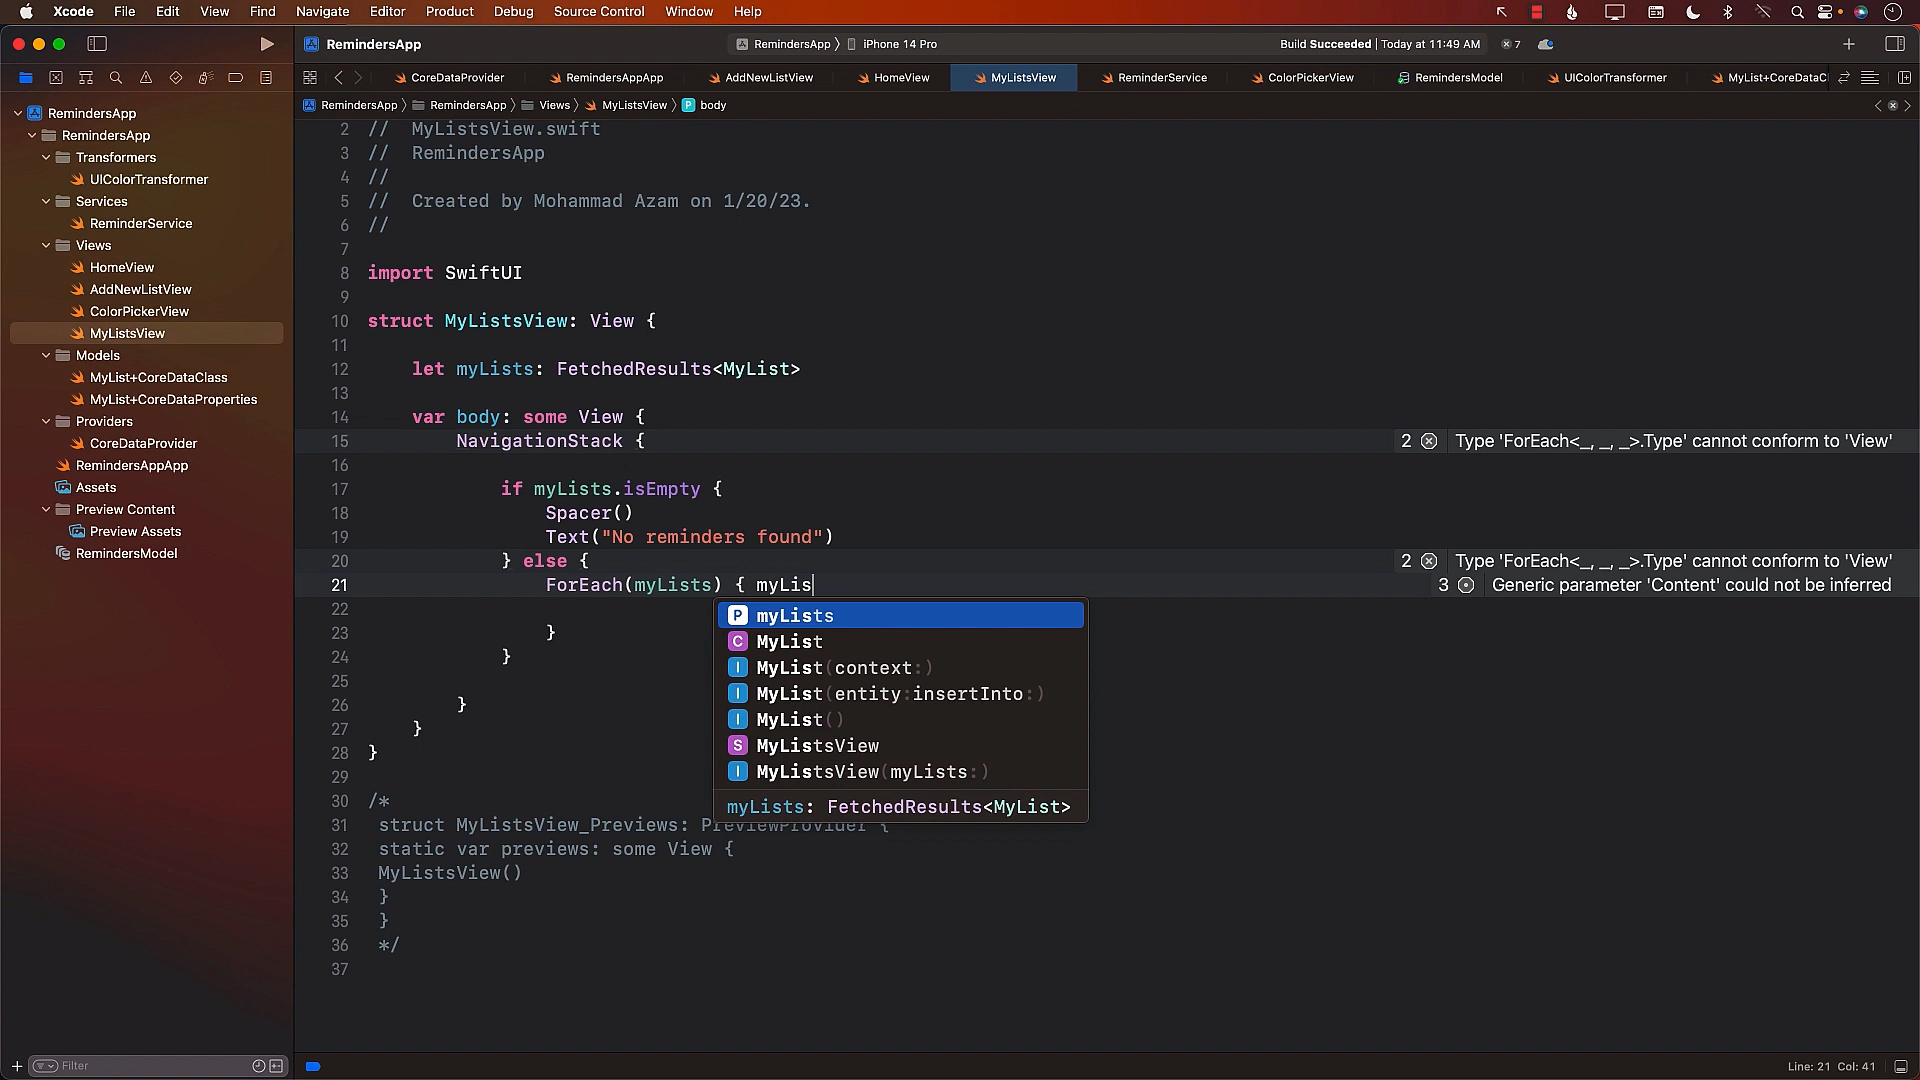 Xcode File Edit View Find Navigate Editor Product Debug Source Control Window Help
RemindersApp
RemindersApp 〉 iPhone 14 Pro
Build Succeeded | Today at 11:49 AM
7
CoreDataProvider RemindersAppApp AddNewListView HomeView MyListsView ReminderService ColorPickerView RemindersModel UIColorTransformer MyList+CoreDataCl
RemindersApp 〉 RemindersApp 〉 Views 〉 MyListsView 〉 P body
RemindersApp
RemindersApp
Transformers
UIColorTransformer
Services
ReminderService
Views
HomeView
AddNewListView
ColorPickerView
MyListsView
Models
MyList+CoreDataClass
MyList+CoreDataProperties
Providers
CoreDataProvider
RemindersAppApp
Assets
Preview Content
Preview Assets
RemindersModel
Filter
2 //  MyListsView.swift
3 //  RemindersApp
4 //
5 //  Created by Mohammad Azam on 1/20/23.
6 //
7
8 import SwiftUI
9
10 struct MyListsView: View {
11
12     let myLists: FetchedResults<MyList>
13
14     var body: some View {
15         NavigationStack {
2 Type 'ForEach<_, _, _>.Type' cannot conform to 'View'
16
17             if myLists.isEmpty {
18                 Spacer()
19                 Text("No reminders found")
20             } else {
2 Type 'ForEach<_, _, _>.Type' cannot conform to 'View'
21                 ForEach(myLists) { myLis
3 Generic parameter 'Content' could not be inferred
22
23                 }
24             }
25
26         }
27     }
28 }
29
30 /*
31  struct MyListsView_Previews: PreviewProvider {
32  static var previews: some View {
33  MyListsView()
34  }
35  }
36  */
37
P myLists
C MyList
I MyList(context:)
I MyList(entity:insertInto:)
I MyList()
S MyListsView
I MyListsView(myLists:)
myLists: FetchedResults<MyList>
Line: 21 Col: 41